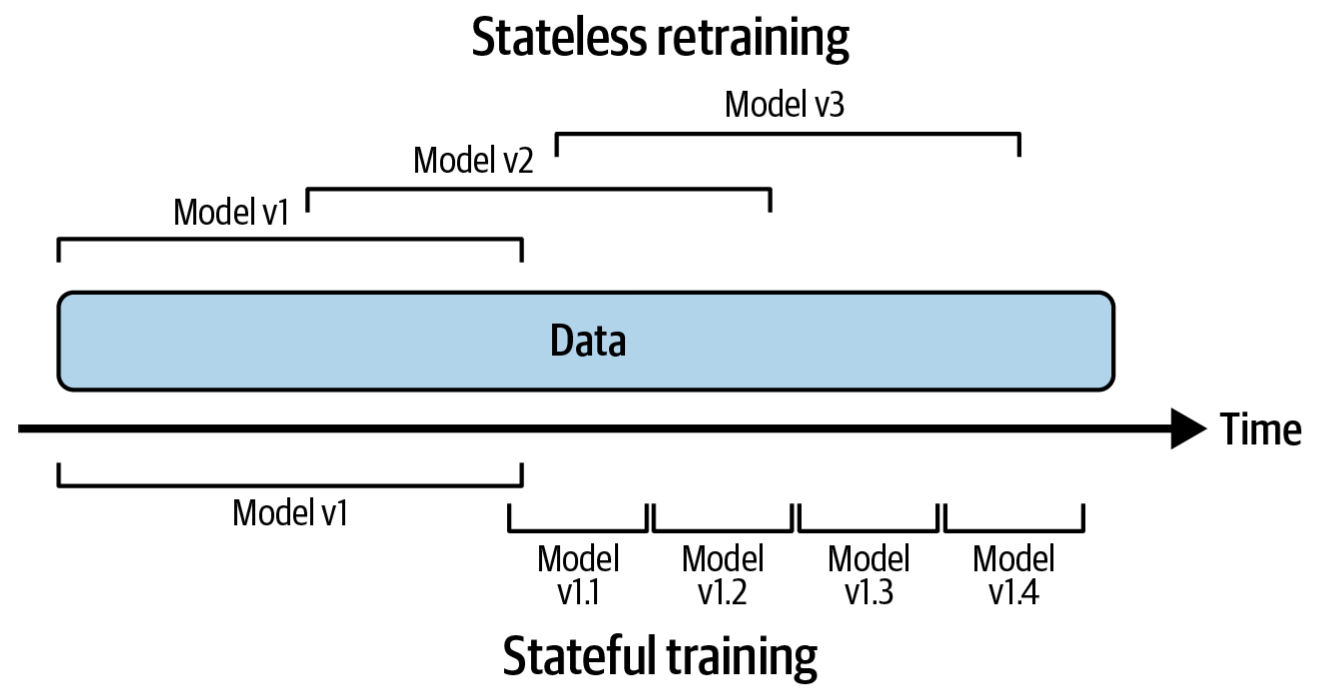 Stateless retraining
Model v3
Model v2
Model v1
Data
Time
Model v1
Model
v1.1
Model
v1.2
Model
v1.3
Model
v1.4
Stateful training